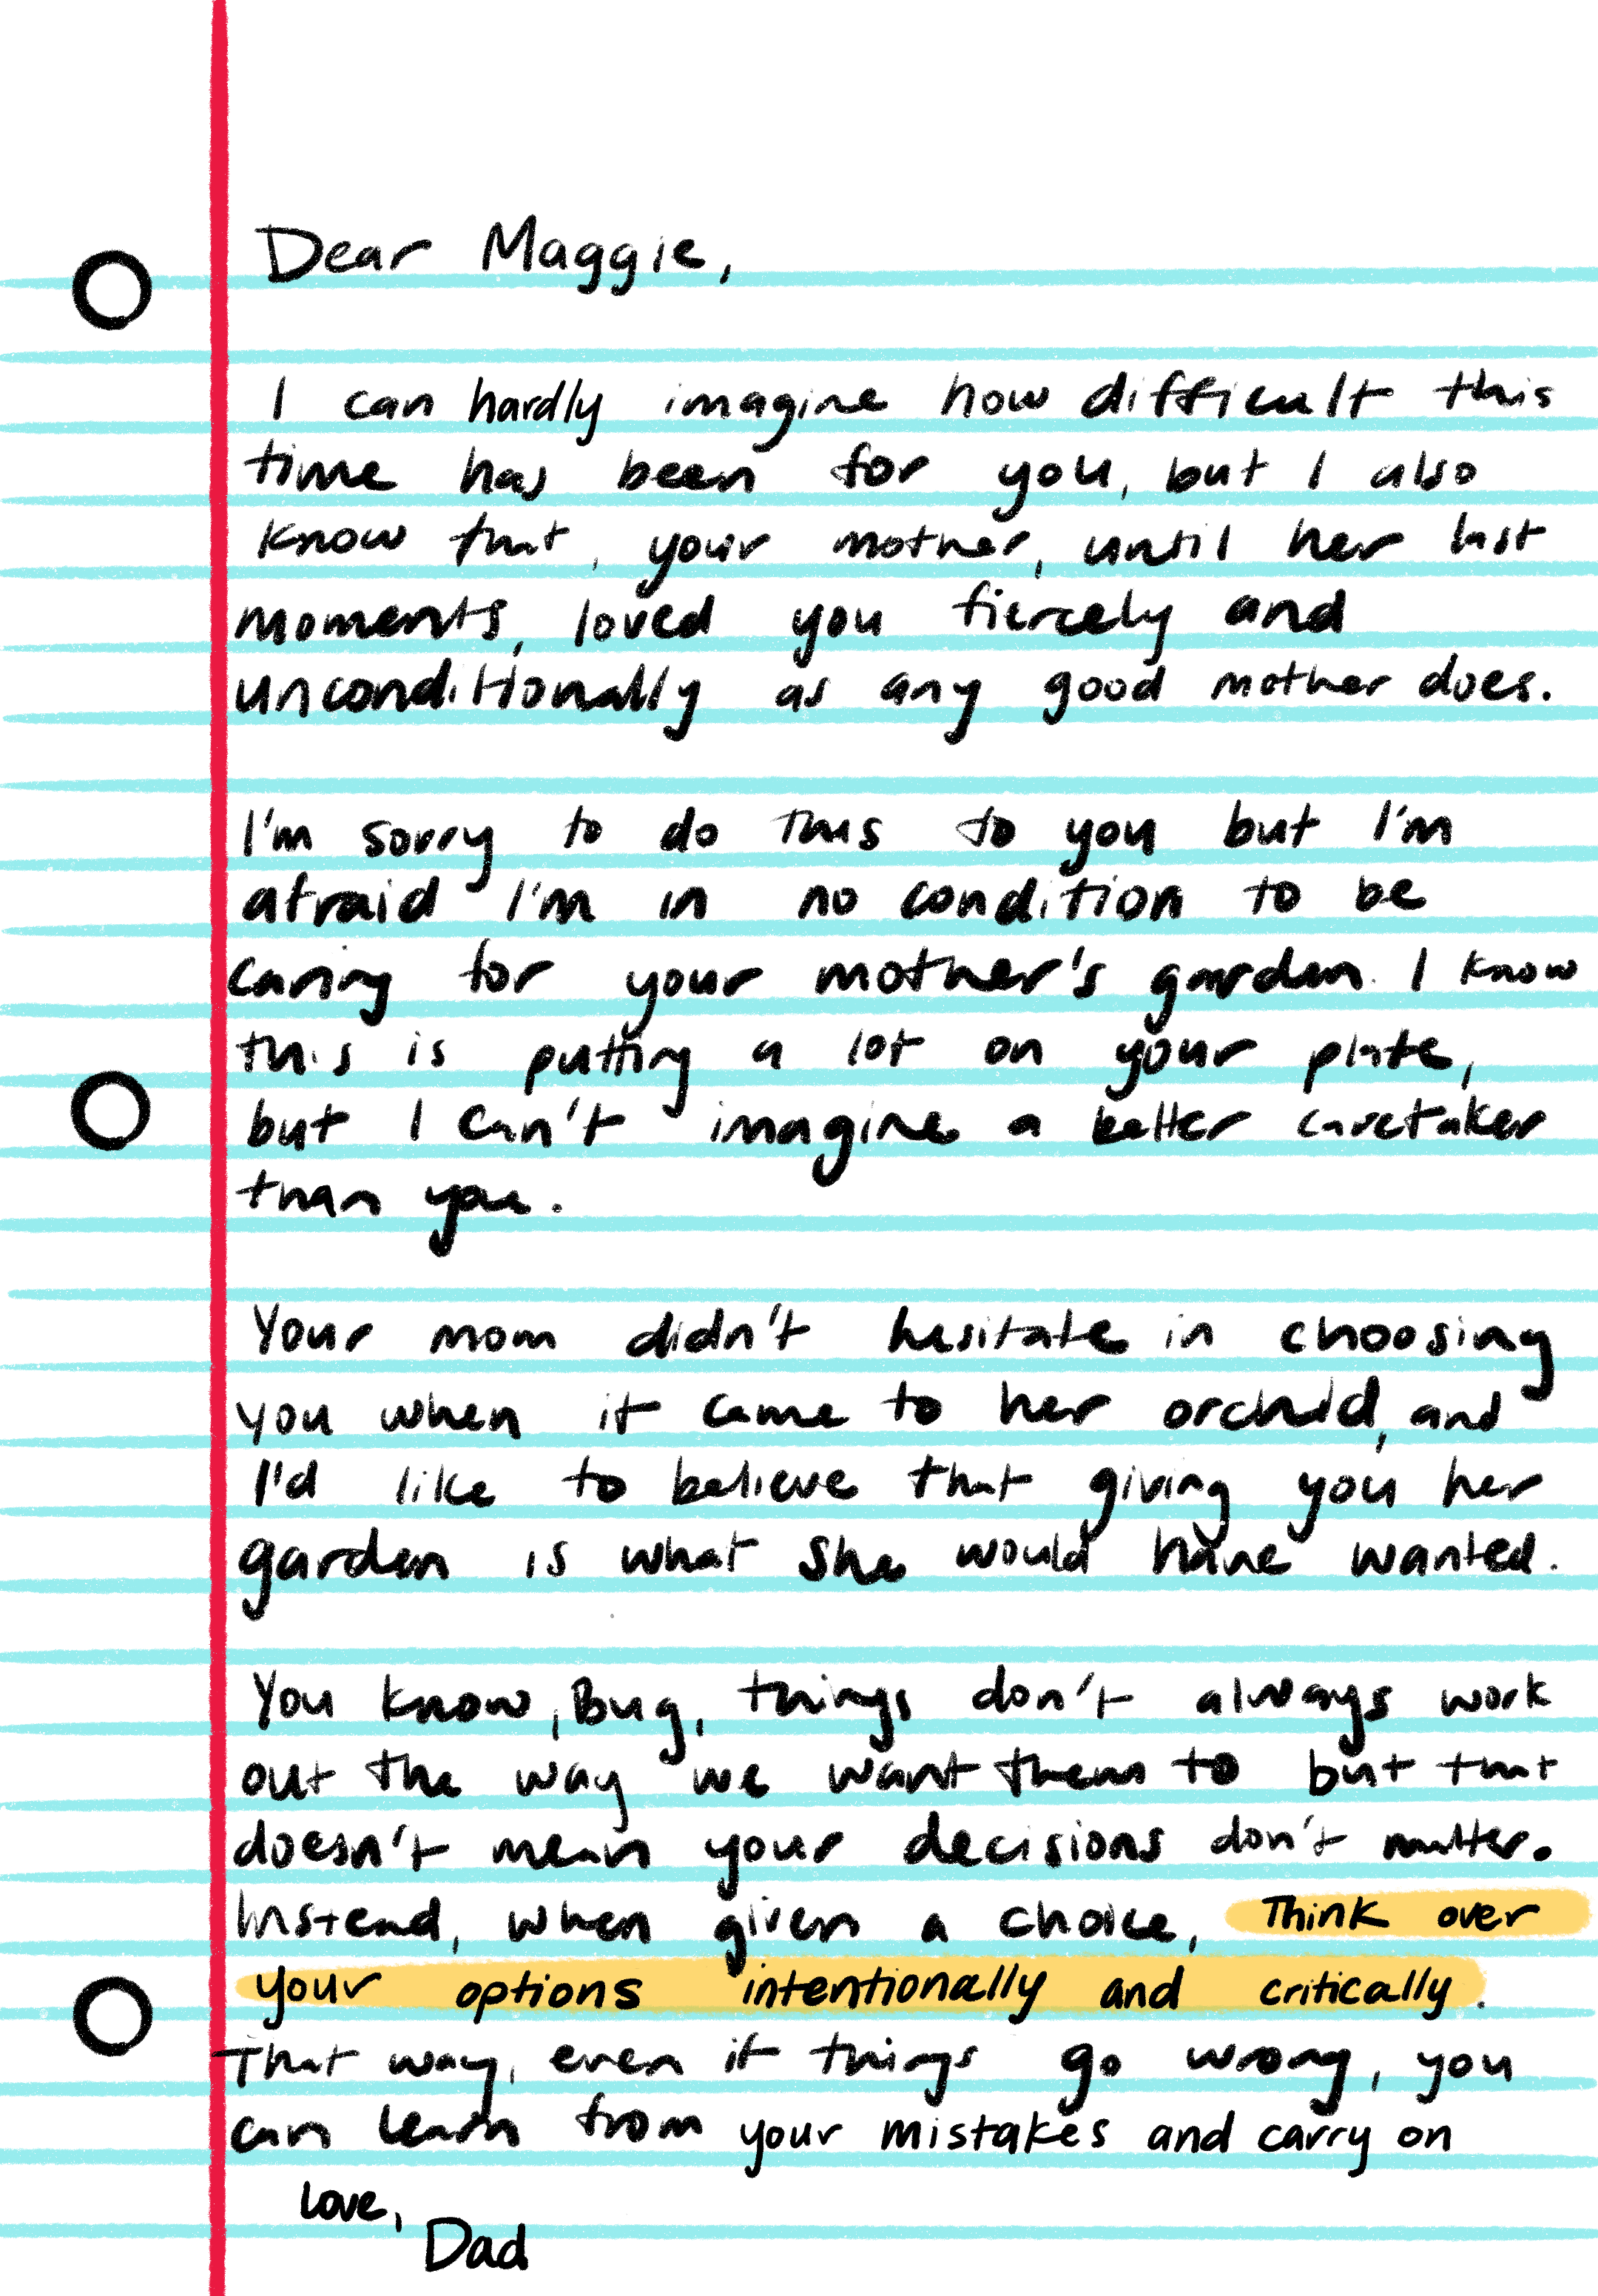 Dear Maggie,
I can hardly imagine how difficult this
time has been for you, but I also
know that, your mother, until her last
moments, loved you fiercely and
unconditionally as any good mother does.
I'm sorry to do this to you but I'm
afraid I'm in no condition to be
caring for your mother's garden. I know
this is putting a lot on your plate,
but I can't imagine a better caretaker
than you.
Your mom didn't hesitate in choosing
you when it came to her orchid, and
I'd like to believe that giving you her
garden is what she would have wanted.
You know, Bug, things don't always work
out the way we want them to but that
doesn't mean your decisions don't matter.
Instead, when given a choice, Think over
your options intentionally and critically.
That way, even if things go wrong, you
can learn from your mistakes and carry on
love,
Dad